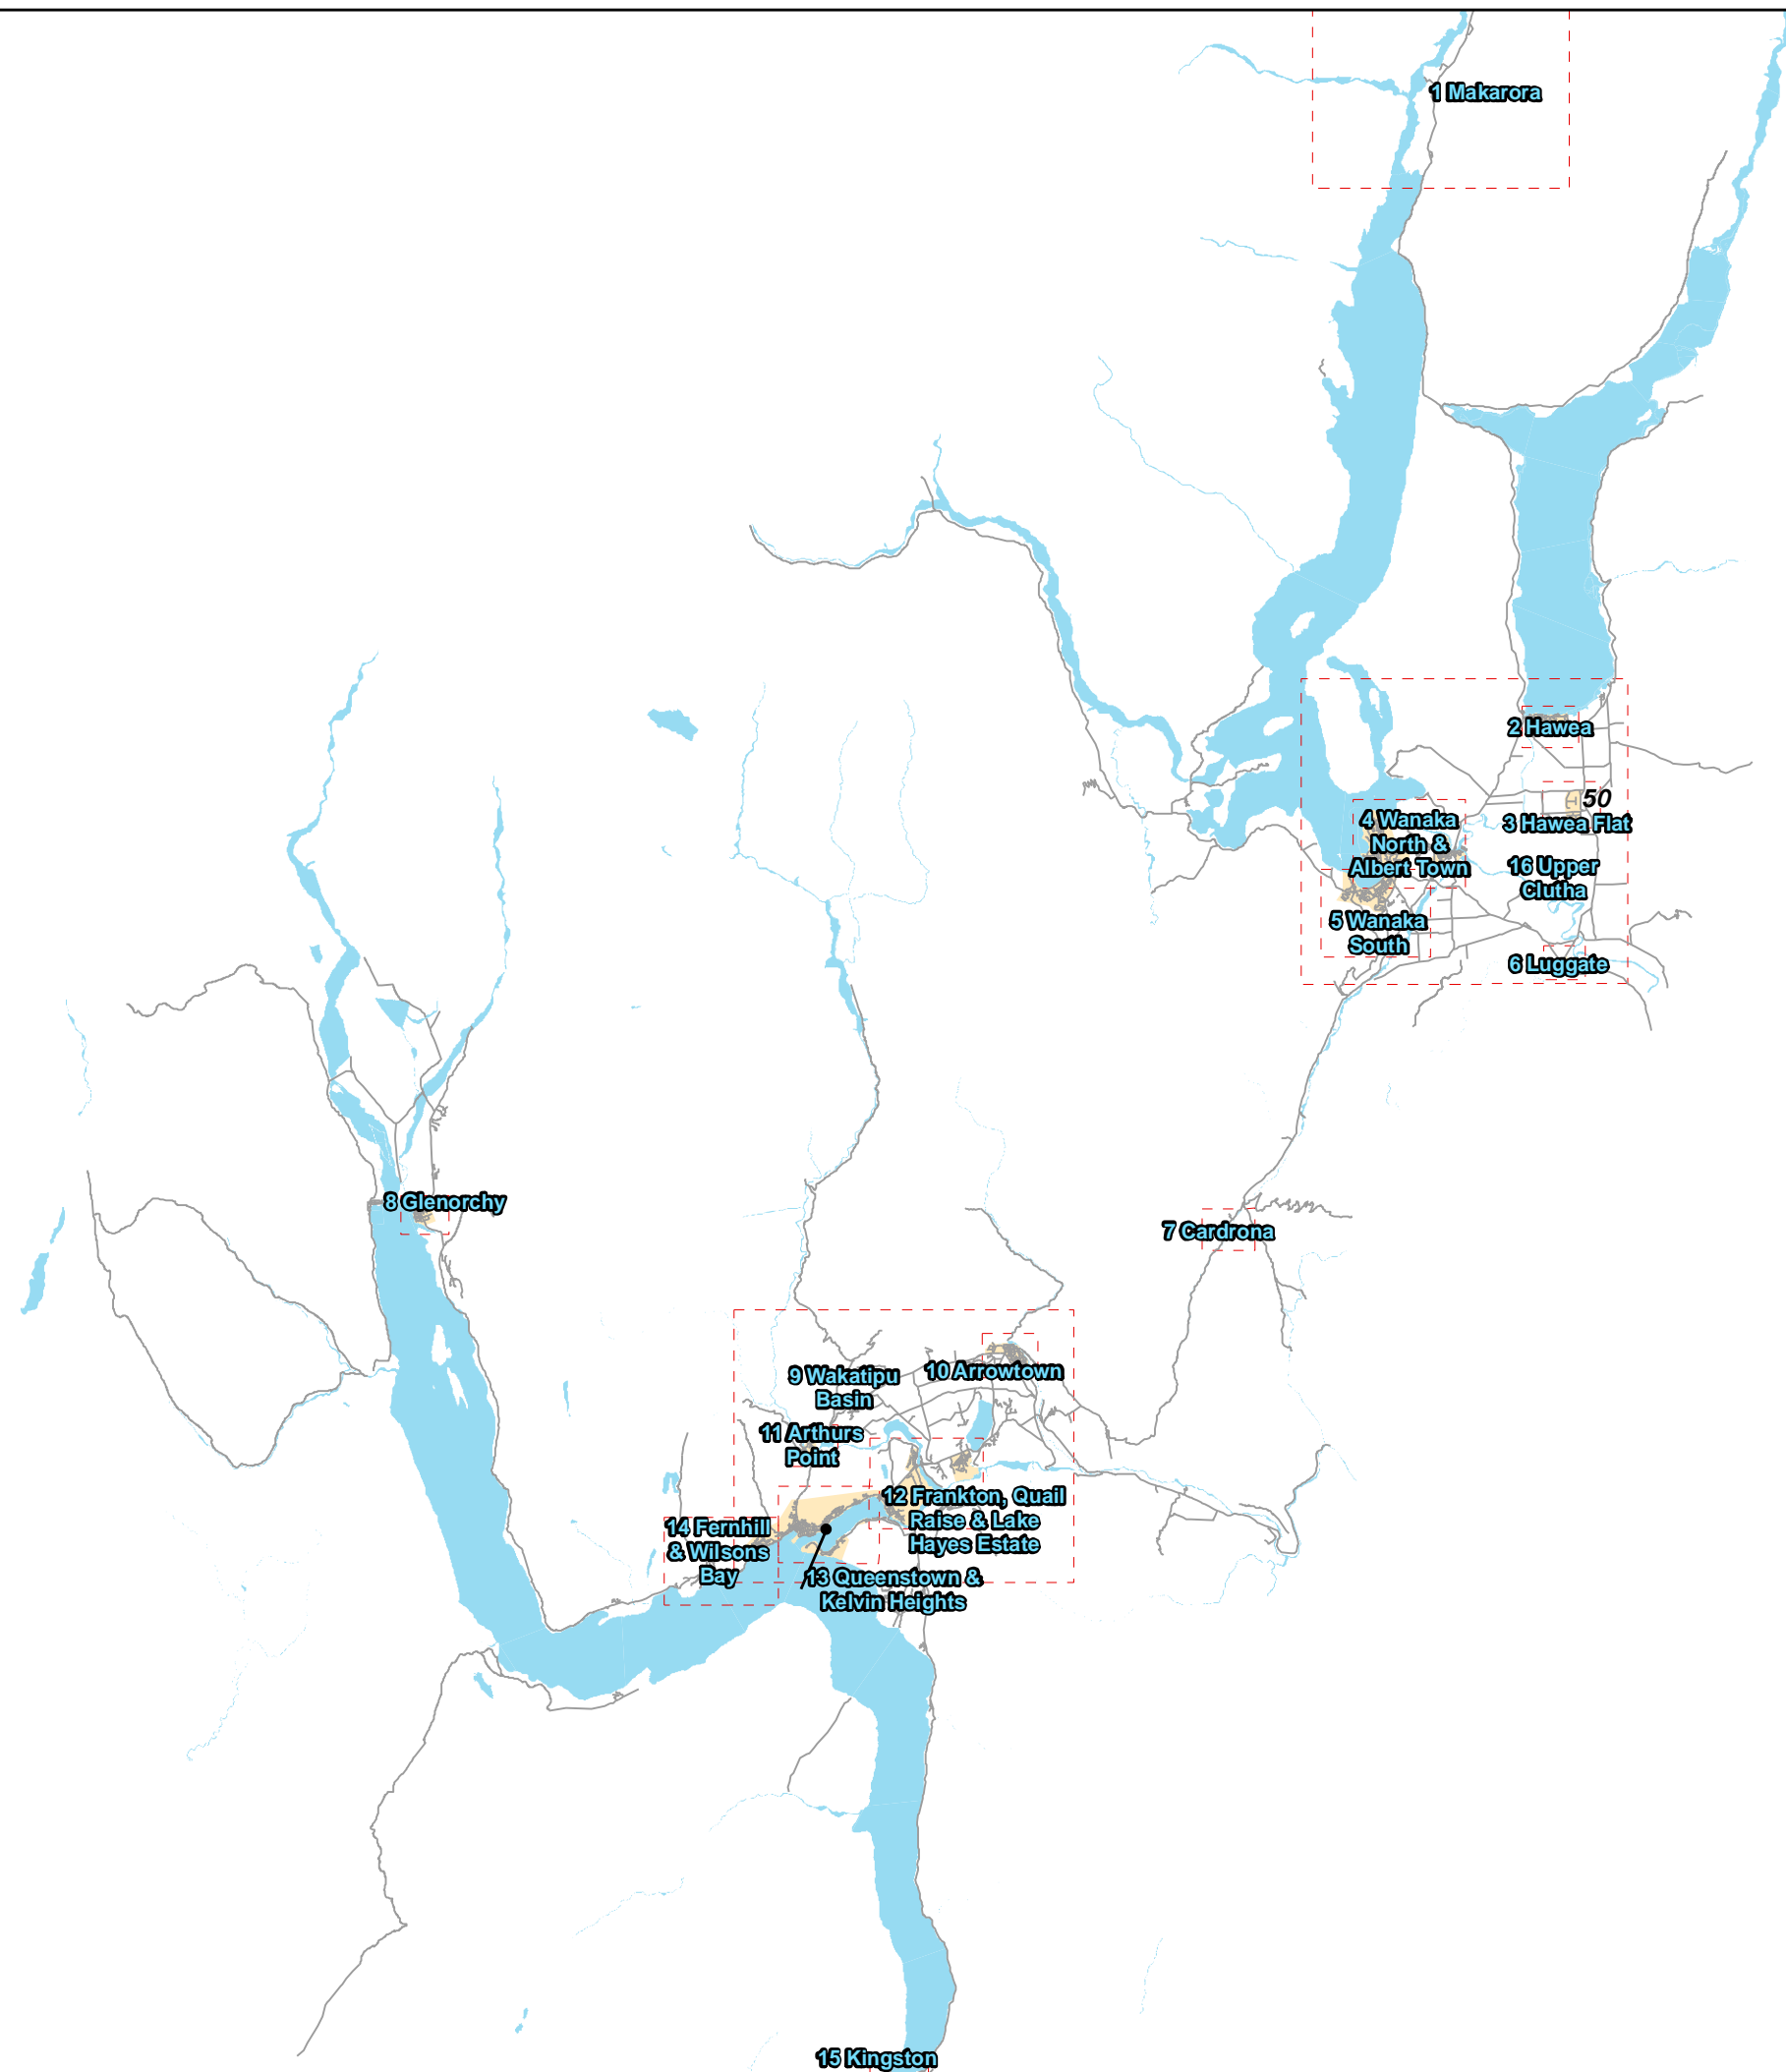 1 Makarora
2 Hawea
50
3 Hawea Flat
4 Wanaka
North &
Albert Town
16 Upper
Clutha
5 Wanaka
South
6 Luggate
8 Glenorchy
7 Cardrona
9 Wakatipu
Basin
10 Arrowtown
11 Arthurs
Point
12 Frankton, Quail
Raise & Lake
Hayes Estate
14 Fernhill
& Wilsons
Bay
13 Queenstown &
Kelvin Heights
15 Kingston